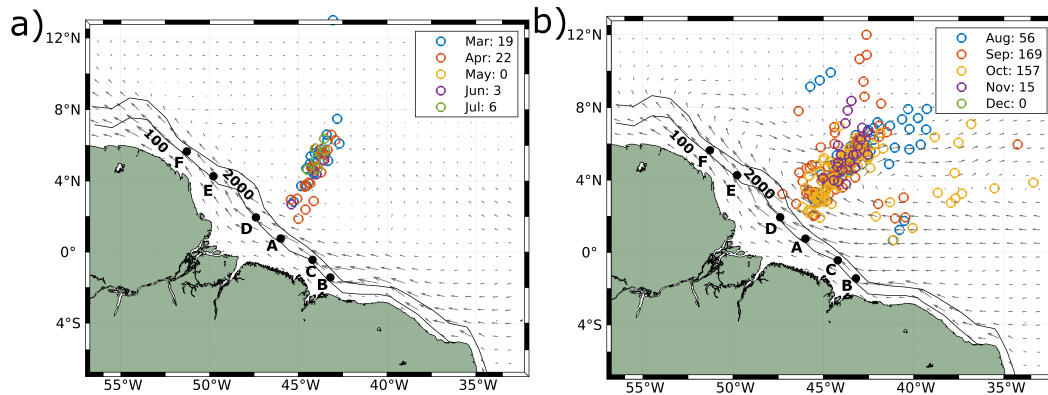 a)
12°N
8°N
4°N
0°
4°S
55°W
50°W
45°W
40°W
35°W
Mar: 19
Apr: 22
May: 0
Jun: 3
Jul: 6
100
2000
F
E
D
A
C
B
b)
12°N
8°N
4°N
0°
4°S
55°W
50°W
45°W
40°W
35°W
Aug: 56
Sep: 169
Oct: 157
Nov: 15
Dec: 0
100
2000
F
E
D
A
C
B